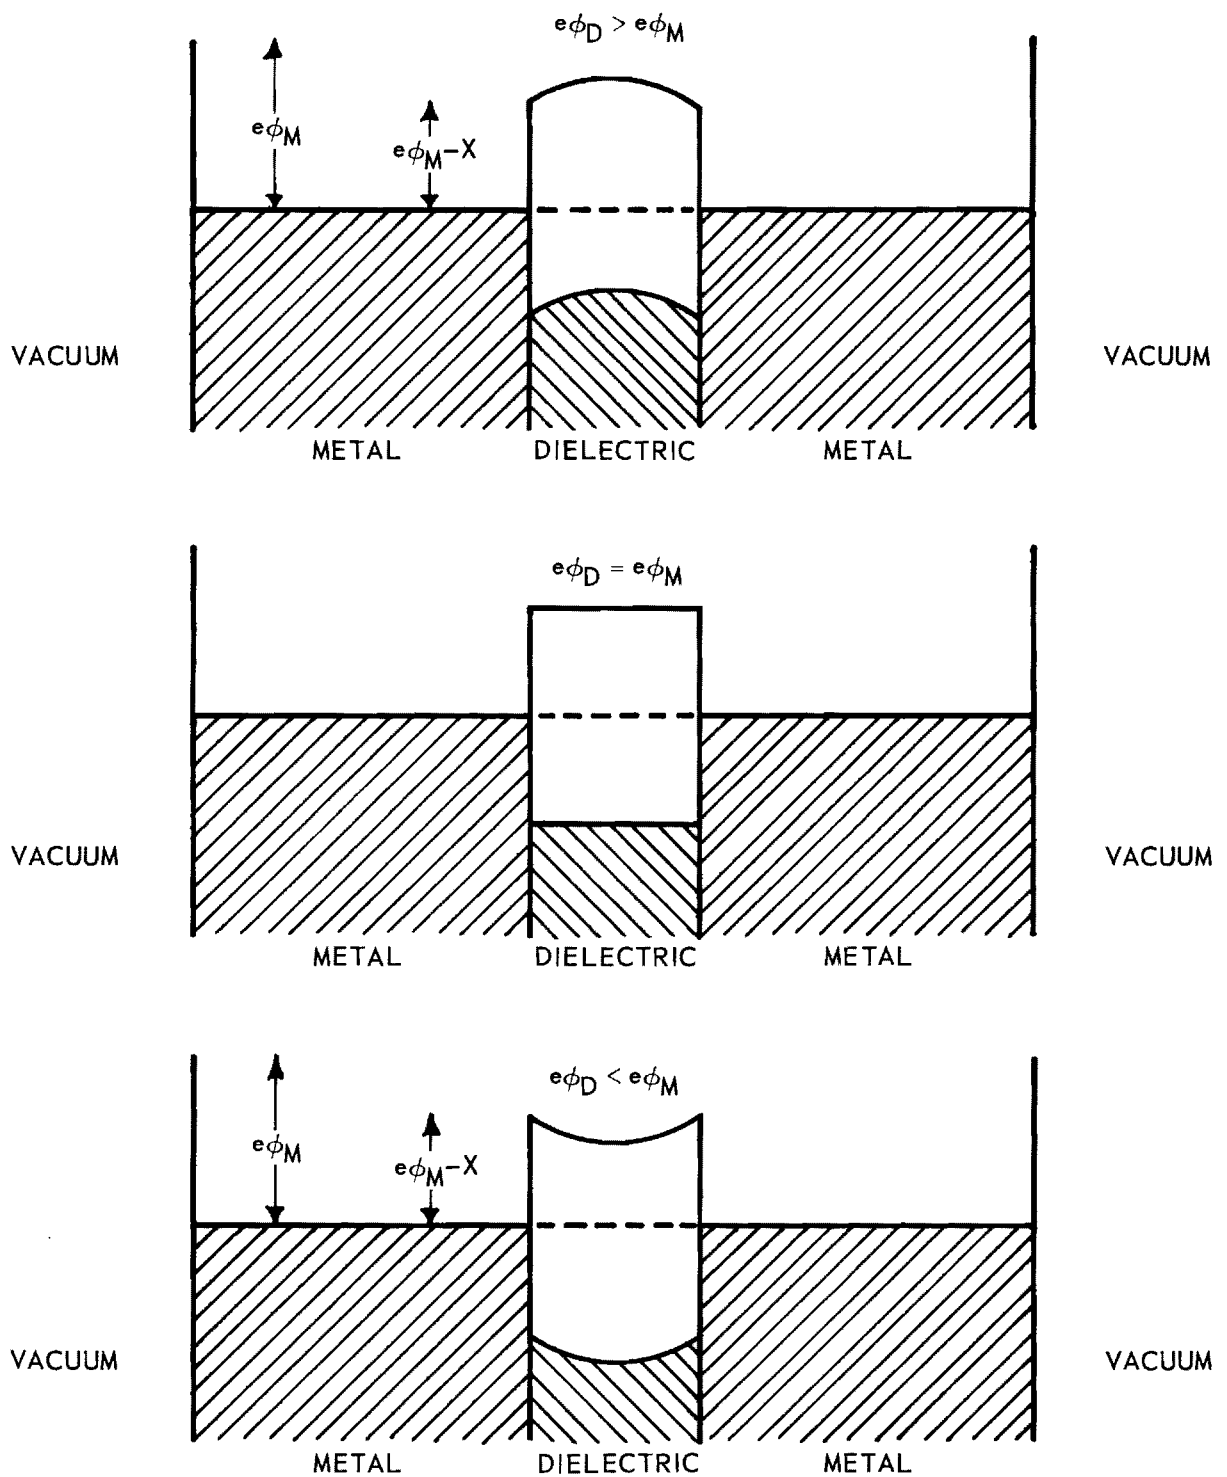 eϕD > eϕM
eϕM
eϕM−X
VACUUM
VACUUM
METAL
DIELECTRIC
METAL
eϕD = eϕM
VACUUM
VACUUM
METAL
DIELECTRIC
METAL
eϕD < eϕM
eϕM
eϕM−X
VACUUM
VACUUM
METAL
DIELECTRIC
METAL